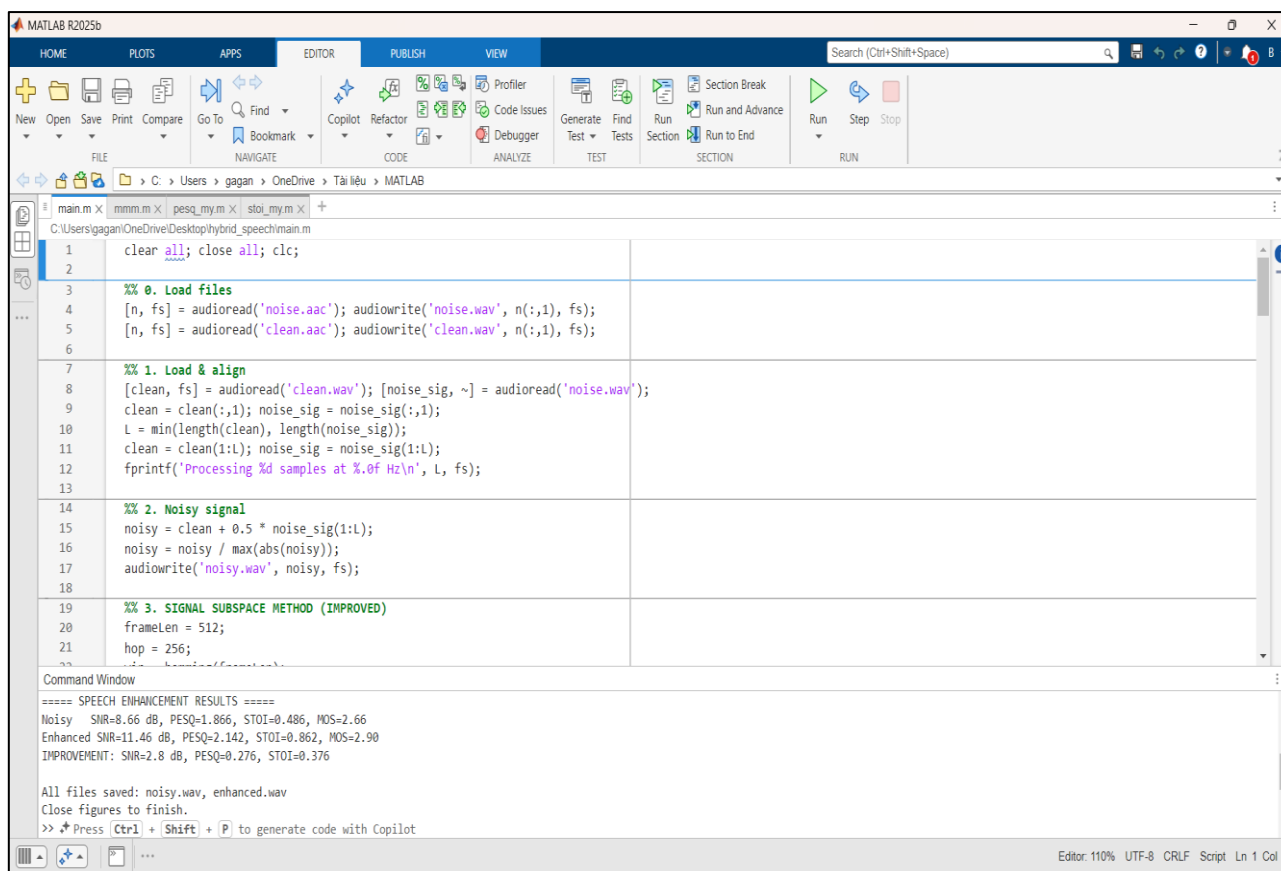 MATLAB R2025b
HOME PLOTS APPS EDITOR PUBLISH VIEW Search (Ctrl+Shift+Space) 1 B
New Open Save Print Compare Go To Find Bookmark Copilot Refactor Profiler Code Issues Debugger Generate Test Find Tests Run Section Section Break Run and Advance Run to End Run Step Stop
FILE NAVIGATE CODE ANALYZE TEST SECTION RUN
C: › Users › gagan › OneDrive › Tài liệu › MATLAB
main.m × mmm.m × pesq_my.m × stoi_my.m × +
C:\Users\gagan\OneDrive\Desktop\hybrid_speech\main.m
1 clear all; close all; clc;
2
3 %% 0. Load files
4 [n, fs] = audioread('noise.aac'); audiowrite('noise.wav', n(:,1), fs);
5 [n, fs] = audioread('clean.aac'); audiowrite('clean.wav', n(:,1), fs);
6
7 %% 1. Load & align
8 [clean, fs] = audioread('clean.wav'); [noise_sig, ~] = audioread('noise.wav');
9 clean = clean(:,1); noise_sig = noise_sig(:,1);
10 L = min(length(clean), length(noise_sig));
11 clean = clean(1:L); noise_sig = noise_sig(1:L);
12 fprintf('Processing %d samples at %.0f Hz\n', L, fs);
13
14 %% 2. Noisy signal
15 noisy = clean + 0.5 * noise_sig(1:L);
16 noisy = noisy / max(abs(noisy));
17 audiowrite('noisy.wav', noisy, fs);
18
19 %% 3. SIGNAL SUBSPACE METHOD (IMPROVED)
20 frameLen = 512;
21 hop = 256;
Command Window
===== SPEECH ENHANCEMENT RESULTS =====
Noisy SNR=8.66 dB, PESQ=1.866, STOI=0.486, MOS=2.66
Enhanced SNR=11.46 dB, PESQ=2.142, STOI=0.862, MOS=2.90
IMPROVEMENT: SNR=2.8 dB, PESQ=0.276, STOI=0.376
All files saved: noisy.wav, enhanced.wav
Close figures to finish.
>> Press Ctrl + Shift + P to generate code with Copilot
Editor: 110% UTF-8 CRLF Script Ln 1 Col